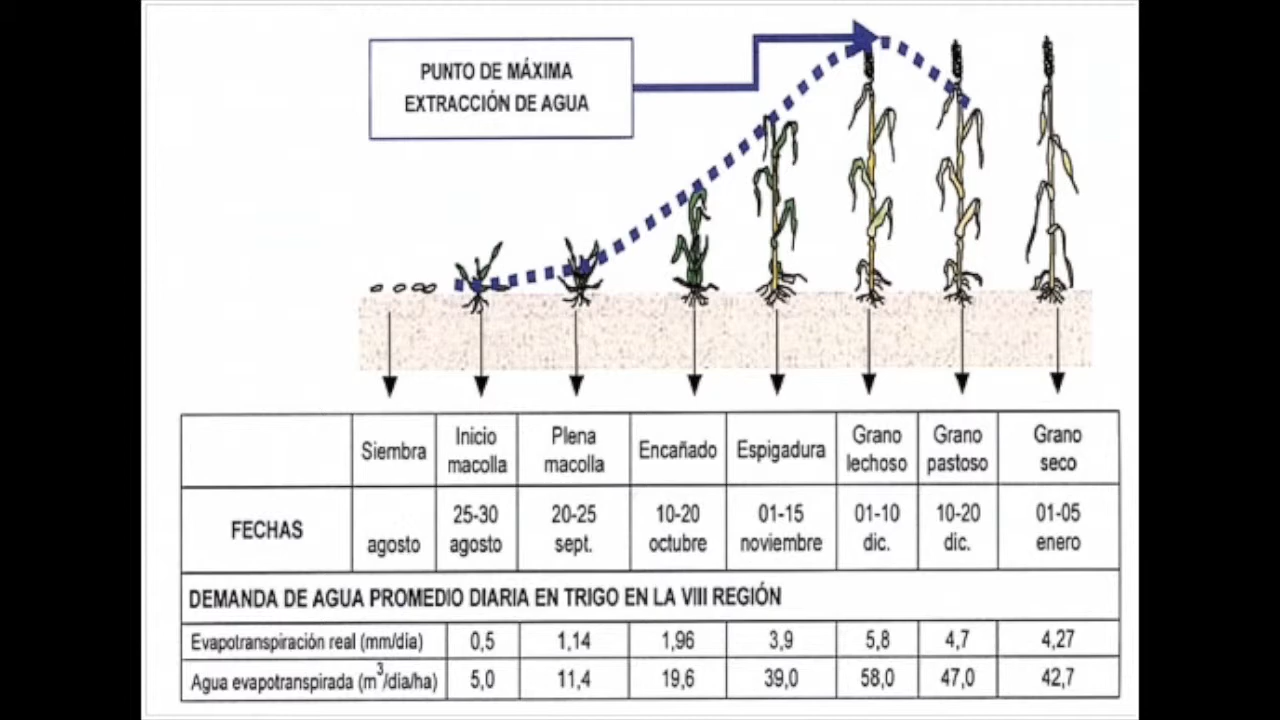 PUNTO DE MÁXIMA
EXTRACCIÓN DE AGUA
Siembra
Inicio
macolla
Plena
macolla
Encañado
Espigadura
Grano
lechoso
Grano
pastoso
Grano
seco
FECHAS
agosto
25-30
agosto
20-25
sept.
10-20
octubre
01-15
noviembre
01-10
dic.
10-20
dic.
01-05
enero
DEMANDA DE AGUA PROMEDIO DIARIA EN TRIGO EN LA VIII REGIÓN
Evapotranspiración real (mm/día) 0,5 1,14 1,96 3,9 5,8 4,7 4,27
Agua evapotranspirada (m³/dia/ha) 5,0 11,4 19,6 39,0 58,0 47,0 42,7